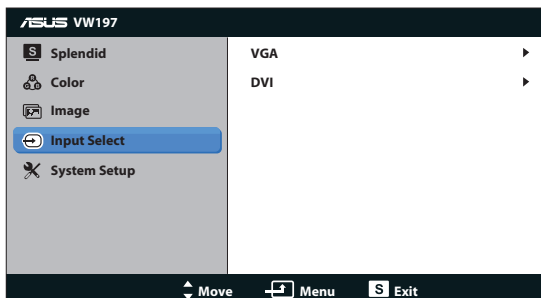 ASUS VW197
S Splendid
Color
Image
Input Select
System Setup
VGA
DVI
Move Menu S Exit